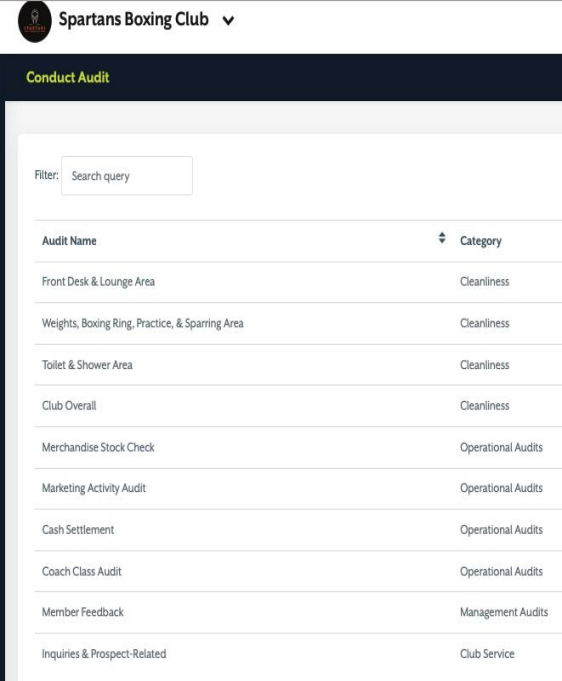 Spartans Boxing Club
Conduct Audit
Filter: Search query
Audit Name Category
Front Desk & Lounge Area Cleanliness
Weights, Boxing Ring, Practice, & Sparring Area Cleanliness
Toilet & Shower Area Cleanliness
Club Overall Cleanliness
Merchandise Stock Check Operational Audits
Marketing Activity Audit Operational Audits
Cash Settlement Operational Audits
Coach Class Audit Operational Audits
Member Feedback Management Audits
Inquiries & Prospect-Related Club Service